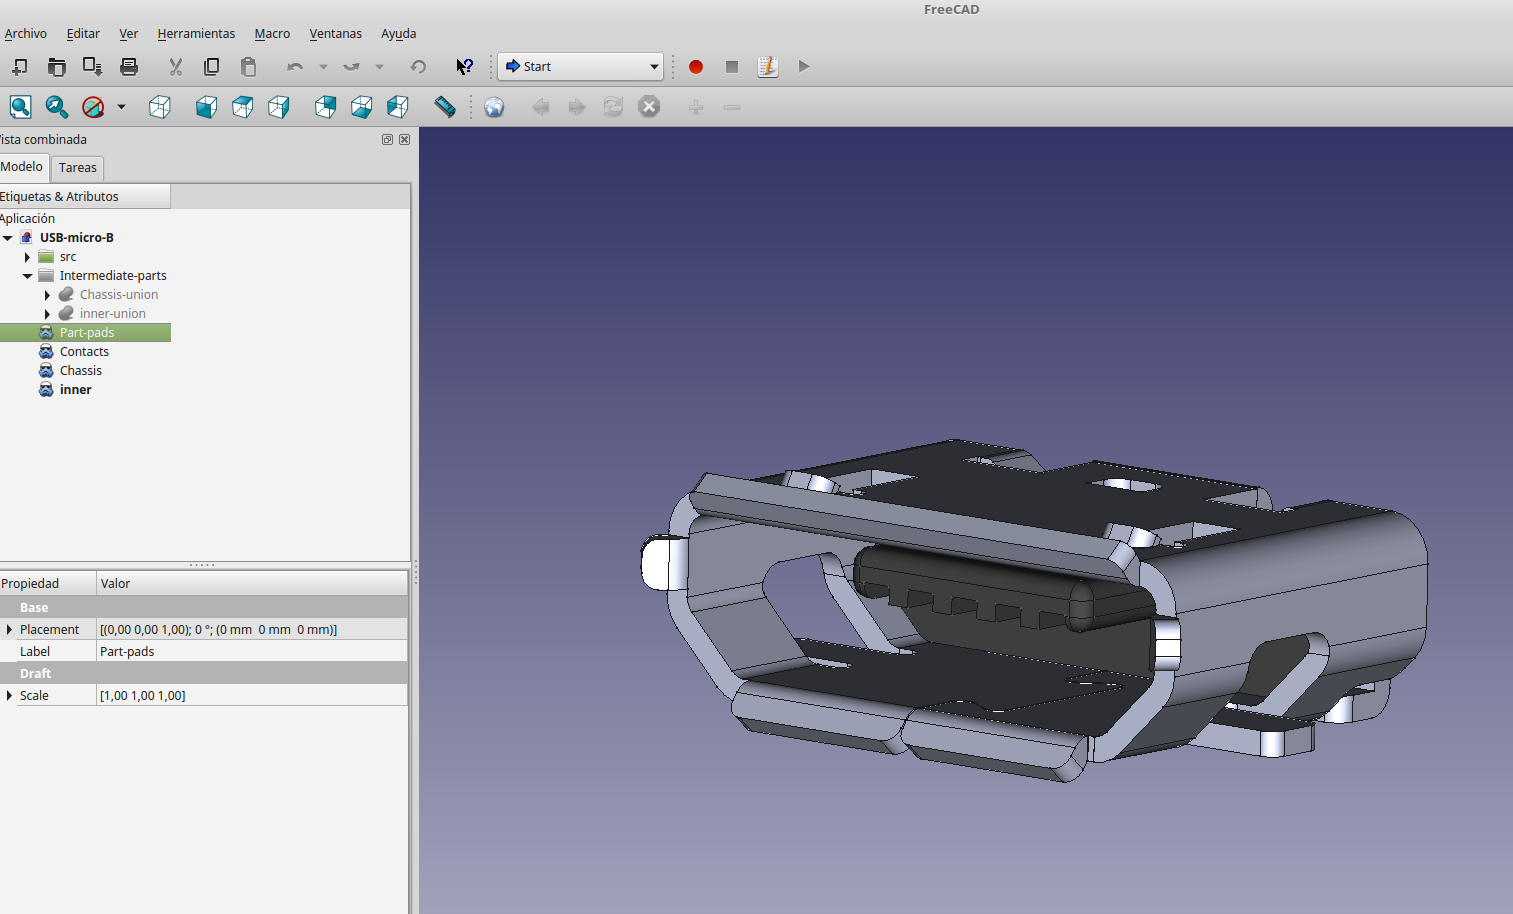 FreeCAD
Archivo Editar Ver Herramientas Macro Ventanas Ayuda
Start
ista combinada
Modelo Tareas
Etiquetas & Atributos
Aplicación
USB-micro-B
src
Intermediate-parts
Chassis-union
inner-union
Part-pads
Contacts
Chassis
inner
Propiedad Valor
Base
Placement [(0,00 0,00 1,00); 0 °; (0 mm 0 mm 0 mm)]
Label Part-pads
Draft
Scale [1,00 1,00 1,00]